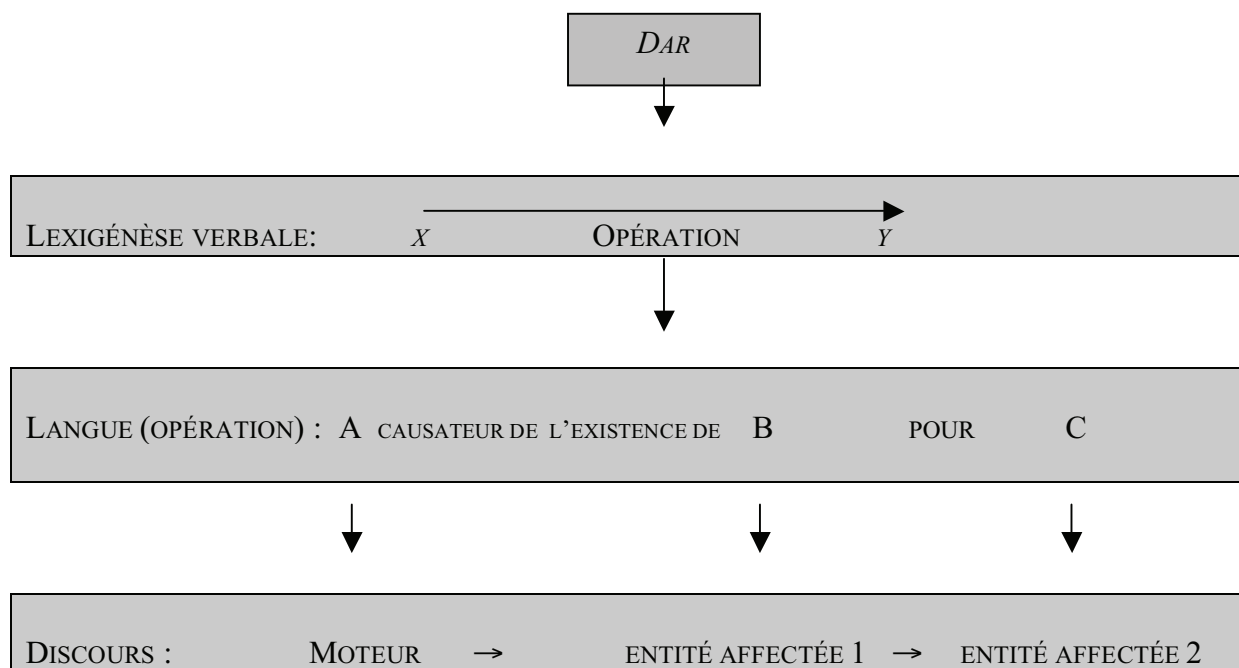 DAR
LEXIGÉNÈSE VERBALE: X OPÉRATION Y
LANGUE (OPÉRATION) : A CAUSATEUR DE L’EXISTENCE DE B POUR C
DISCOURS : MOTEUR → ENTITÉ AFFECTÉE 1 → ENTITÉ AFFECTÉE 2